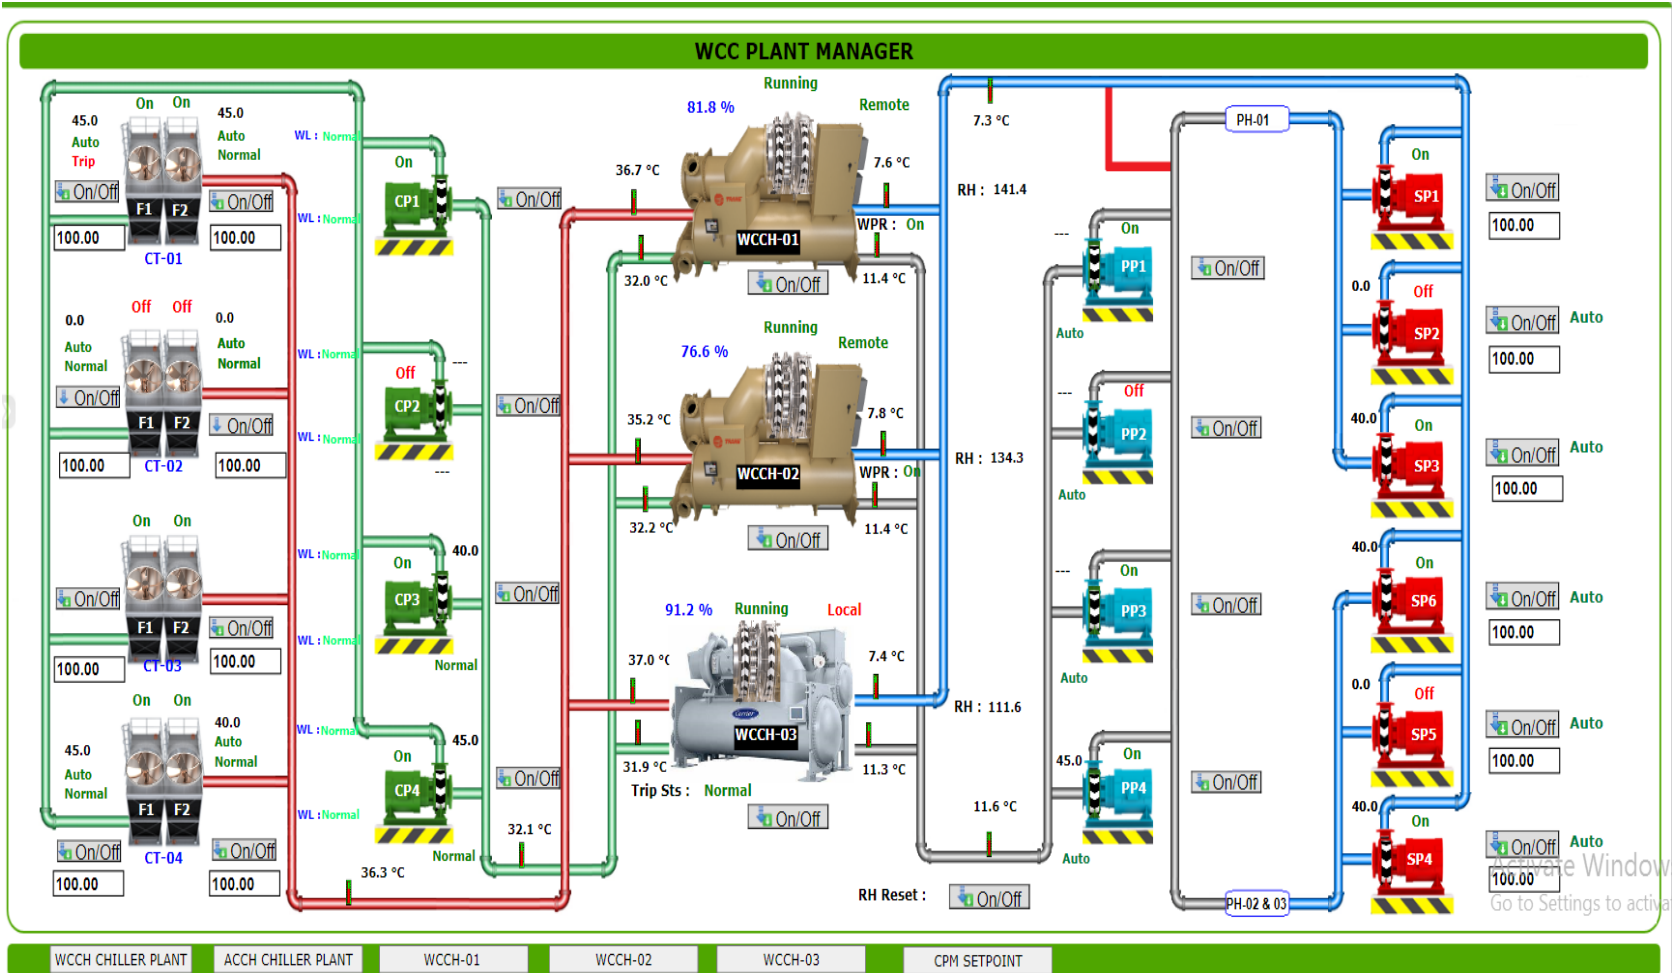 WCC PLANT MANAGER
On On
45.0
Auto
Trip
45.0
Auto
Normal
On/Off
On/Off
F1 F2
100.00
100.00
CT-01
Off Off
0.0
Auto
Normal
0.0
Auto
Normal
On/Off
On/Off
F1 F2
100.00
100.00
CT-02
On On
On/Off
On/Off
F1 F2
100.00
100.00
CT-03
On On
45.0
Auto
Normal
40.0
Auto
Normal
F1 F2
On/Off
On/Off
CT-04
100.00
100.00
WL : Normal
WL : Normal
WL : Normal
WL : Normal
WL : Normal
WL : Normal
WL : Normal
WL : Normal
36.3 °C
On
CP1
On/Off
---
Off
CP2
On/Off
---
40.0
On
CP3
On/Off
Normal
45.0
On
CP4
On/Off
Normal
32.1 °C
Running
81.8 %
Remote
36.7 °C
7.6 °C
TRANE
WPR : On
WCCH-01
32.0 °C
11.4 °C
On/Off
Running
76.6 %
Remote
35.2 °C
7.8 °C
TRANE
WPR : On
WCCH-02
32.2 °C
11.4 °C
On/Off
91.2 %
Running
Local
37.0 °C
7.4 °C
Carrier
WCCH-03
31.9 °C
11.3 °C
Trip Sts : Normal
On/Off
7.3 °C
RH : 141.4
RH : 134.3
RH : 111.6
11.6 °C
RH Reset :
On/Off
---
On
PP1
On/Off
Auto
---
Off
PP2
On/Off
Auto
---
On
PP3
On/Off
Auto
45.0
On
PP4
On/Off
Auto
PH-01
PH-02 & 03
On
SP1
On/Off
100.00
0.0
Off
SP2
On/Off
Auto
100.00
40.0
On
SP3
On/Off
Auto
100.00
40.0
On
SP6
On/Off
Auto
100.00
0.0
Off
SP5
On/Off
Auto
100.00
40.0
On
SP4
On/Off
Auto
100.00
Activate Window
Go to Settings to activa
WCCH CHILLER PLANT
ACCH CHILLER PLANT
WCCH-01
WCCH-02
WCCH-03
CPM SETPOINT